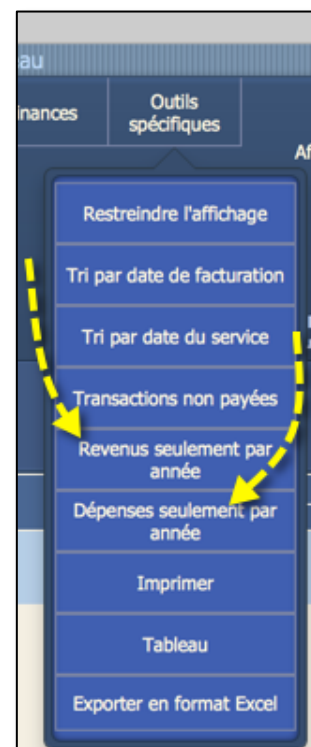 au
inances
Outils
spécifiques
Af
Restreindre l'affichage
Tri par date de facturation
Tri par date du service
Transactions non payées
Revenus seulement par
année
Dépenses seulement par
année
Imprimer
Tableau
Exporter en format Excel